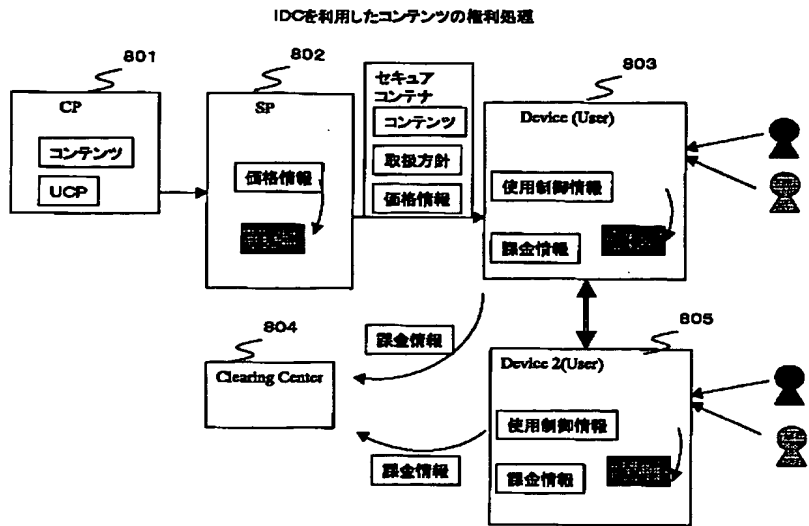 IDCを利用したコンテンツの権利処理
801
802
803
CP
コンテンツ
UCP
SP
価格情報
セキュア
コンテナ
コンテンツ
取扱方針
価格情報
Device (User)
使用制御情報
課金情報
804
Clearing Center
課金情報
課金情報
805
Device 2(User)
使用制御情報
課金情報